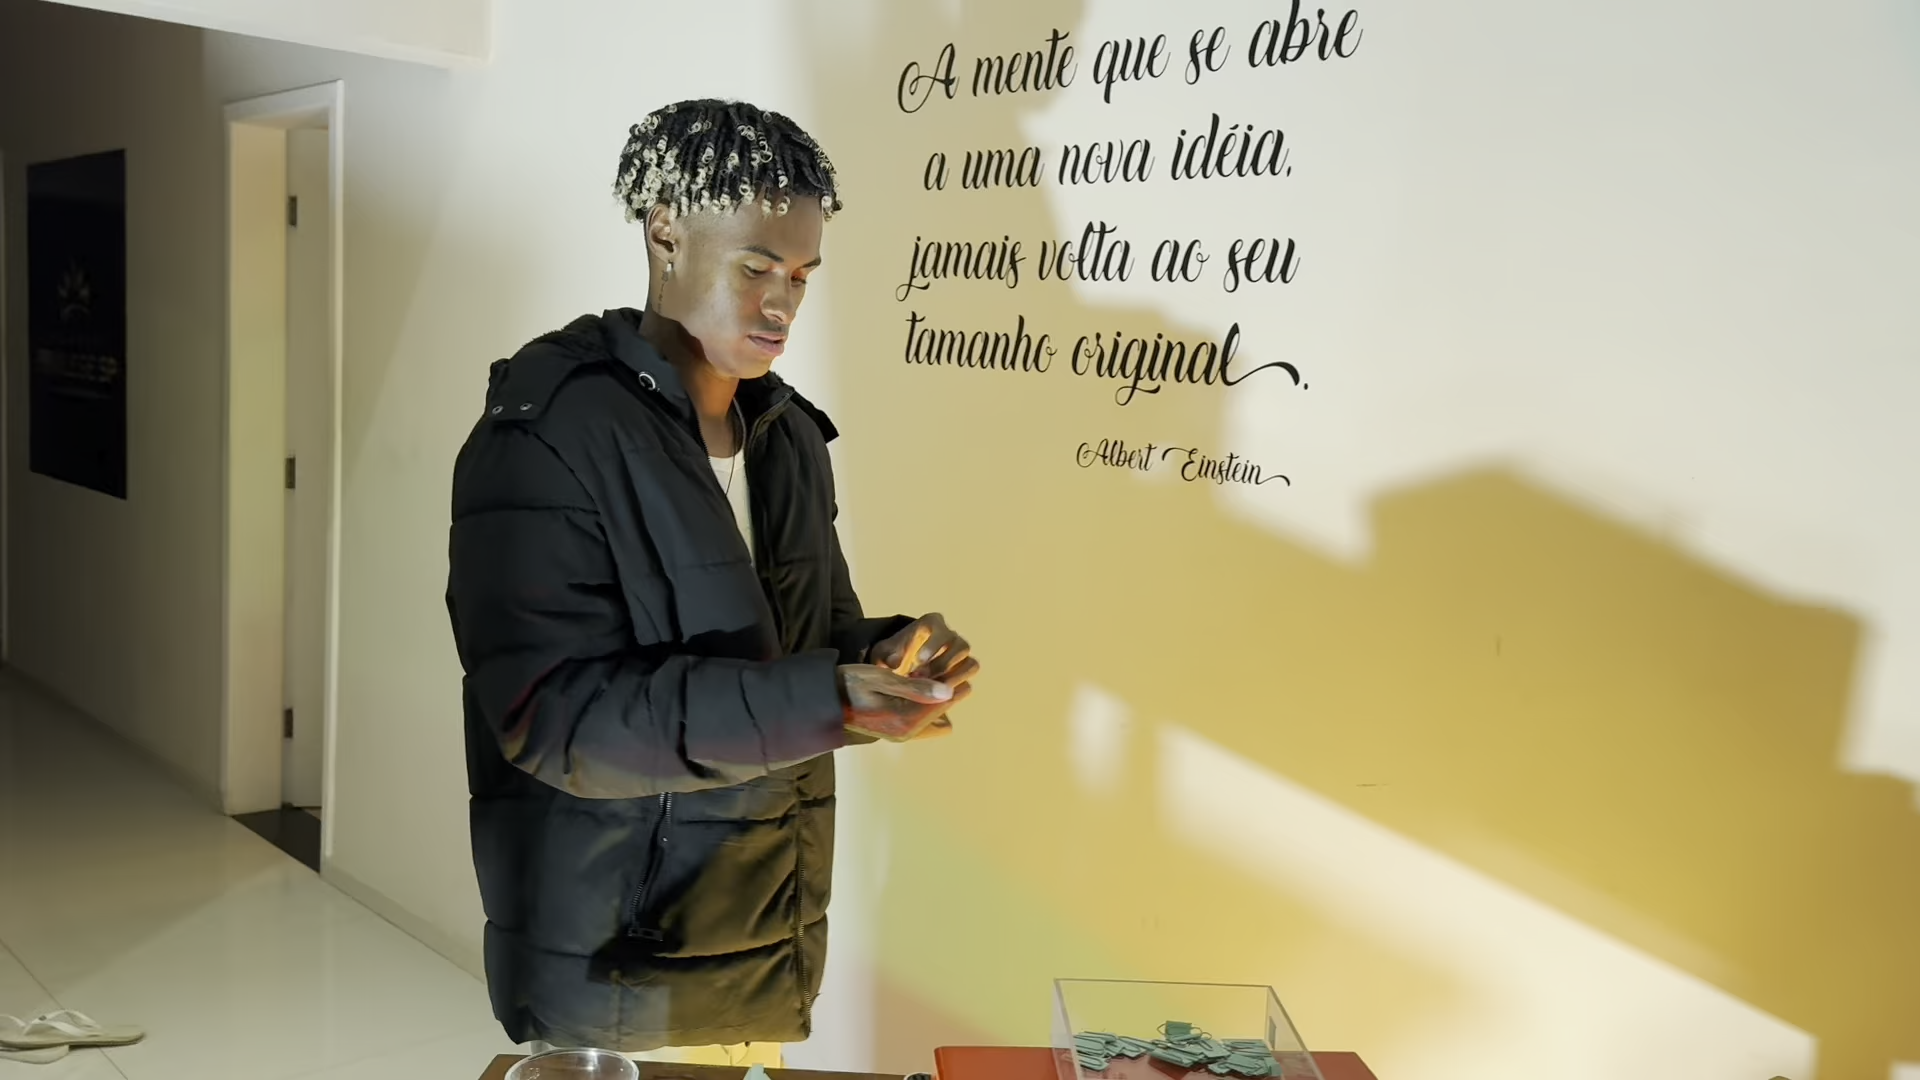 A mente que se abre
a uma nova idéia,
jamais volta ao seu
tamanho original.
Albert Einstein